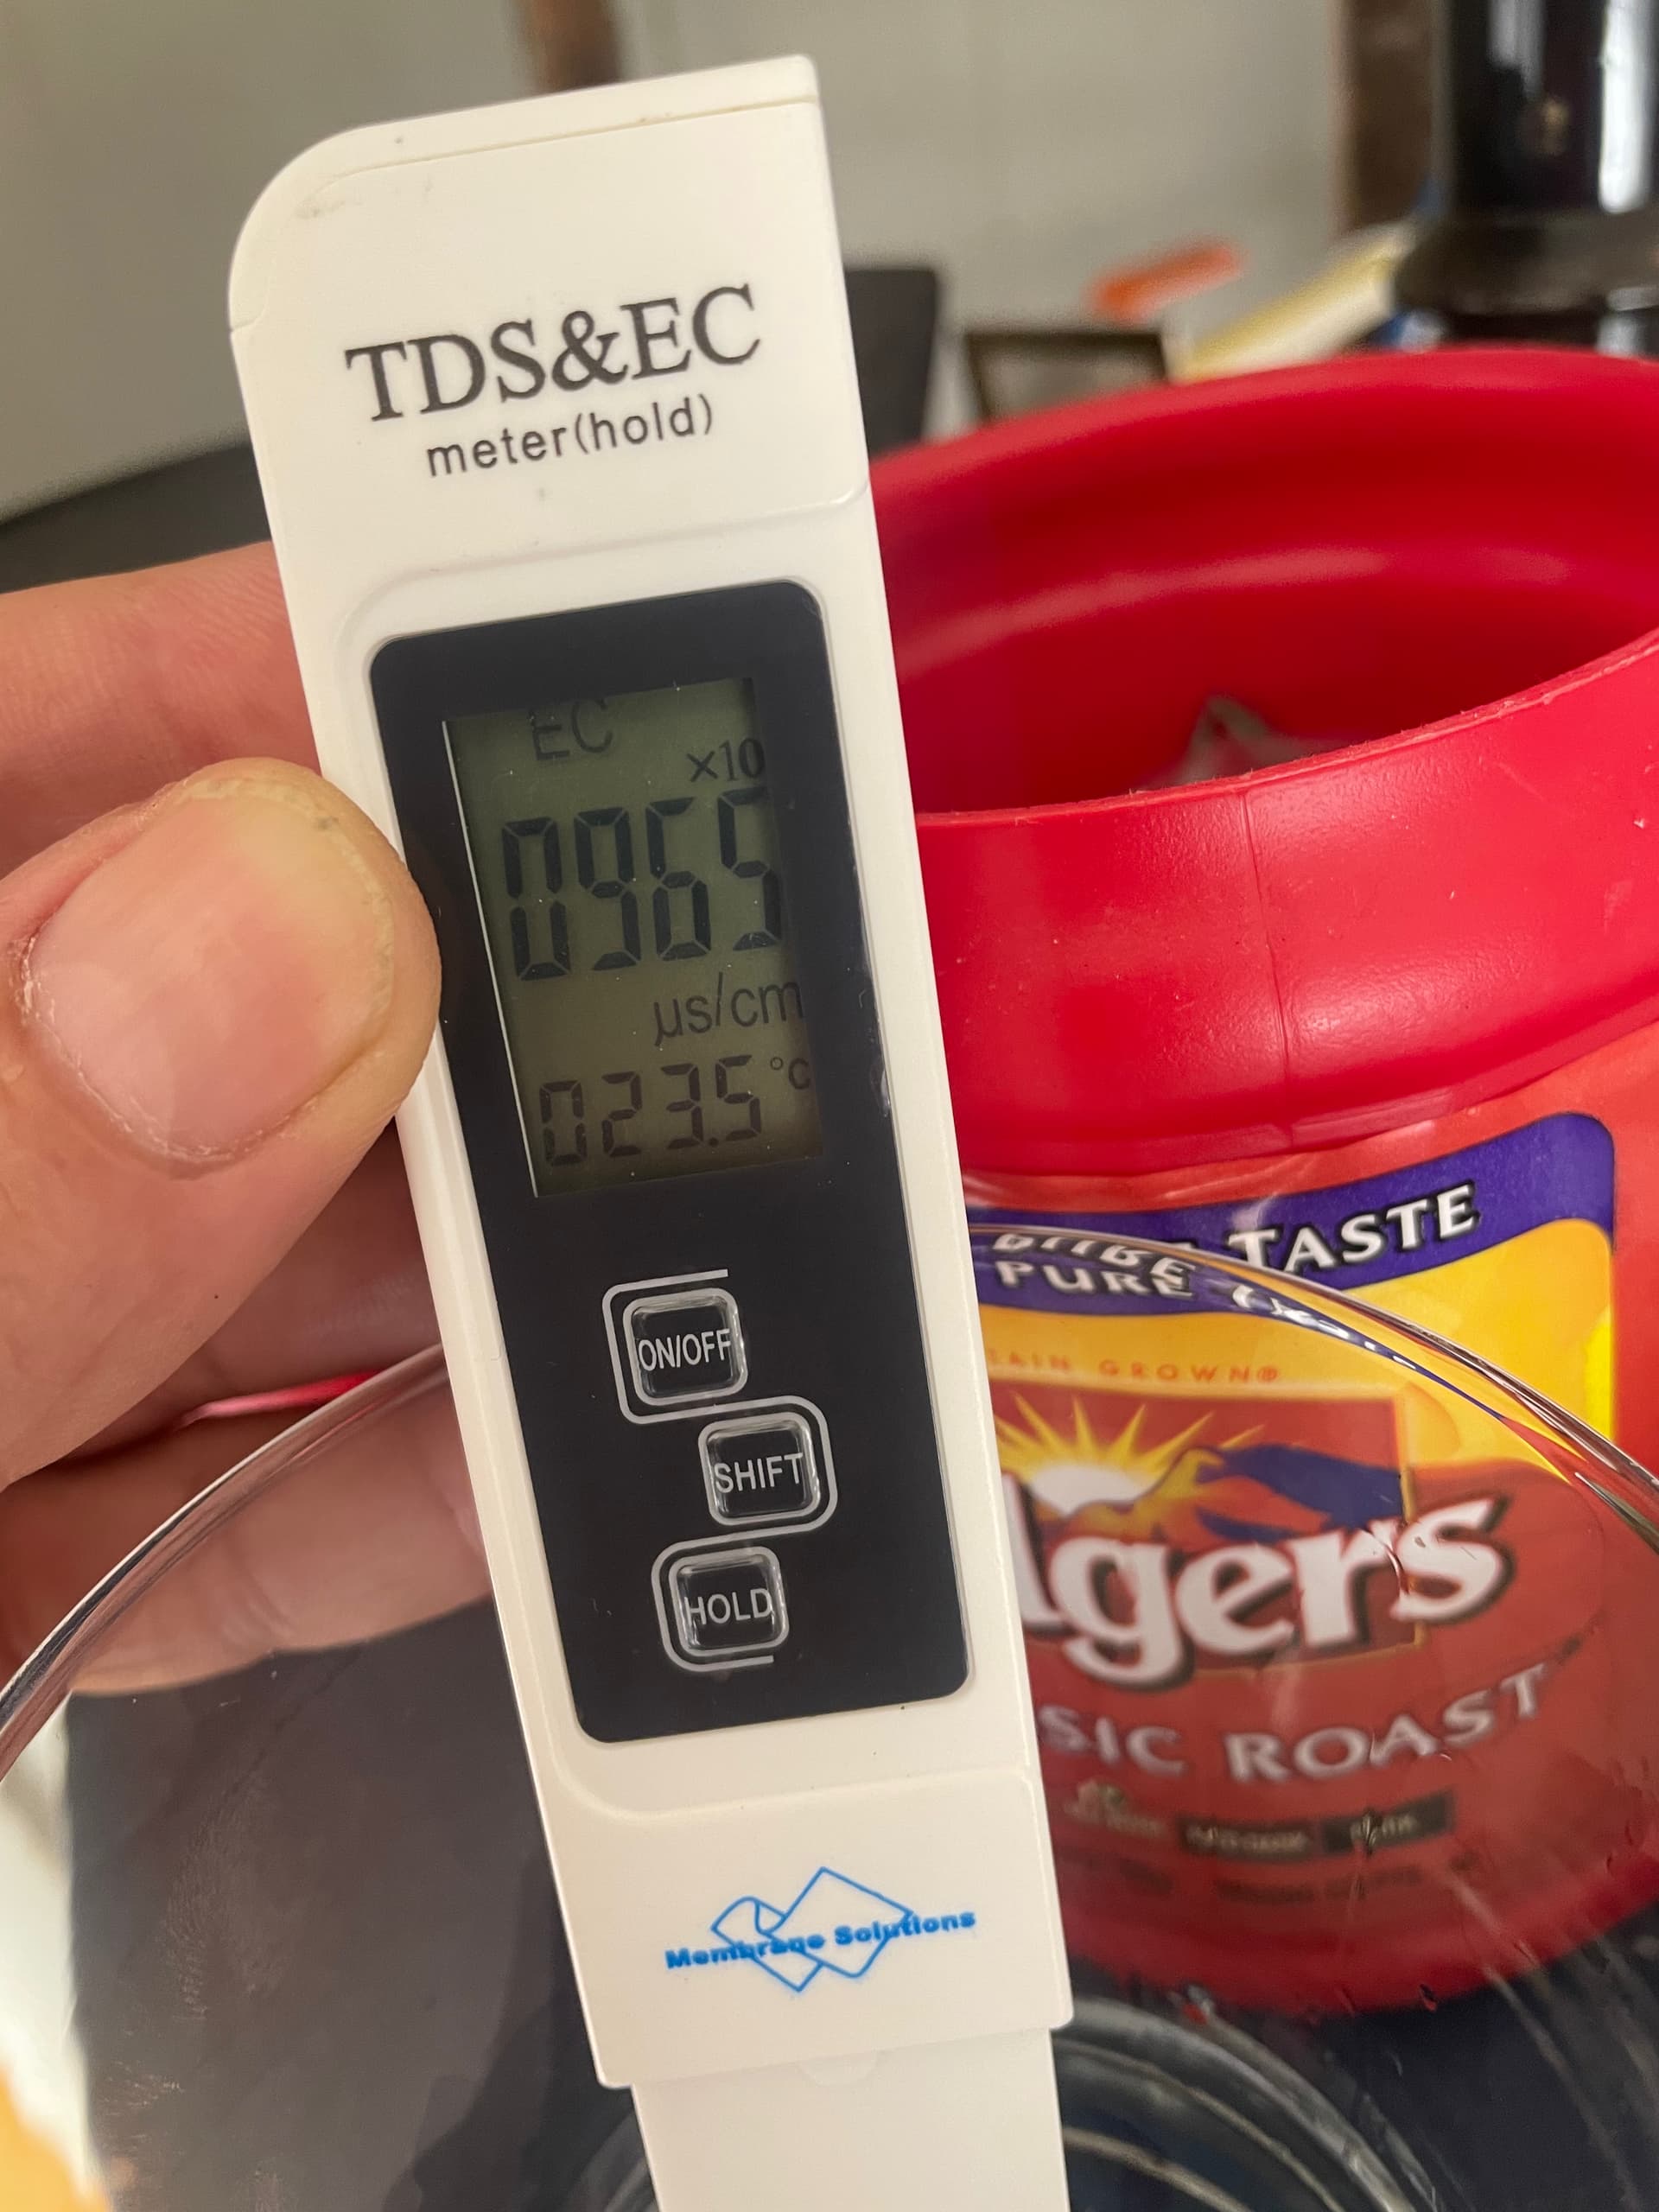 TDS&EC
meter(hold)
EC
×10
0965
µs/cm
023.5 °C
ON/OFF
SHIFT
HOLD
Membrane Solutions
PURE TASTE
GROWN®
lgers
SIC ROAST